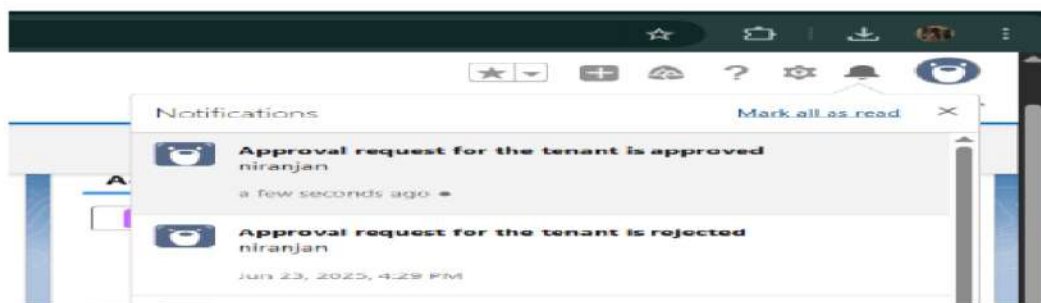 Notifications
Mark all as read
Approval request for the tenant is approved
niranjan
a few seconds ago
Approval request for the tenant is rejected
niranjan
Jun 23, 2025, 4:29 PM